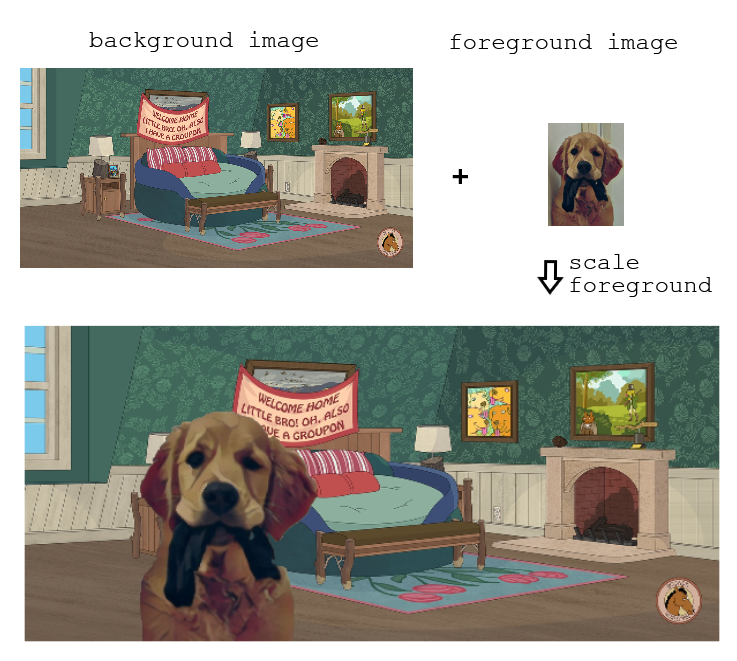 background image
foreground image
WELCOME HOME
LITTLE BRO! OH, ALSO
I HAVE A GROUPON
+
scale
foreground
WELCOME HOME
LITTLE BRO! OH, ALSO
AVE A GROUPON